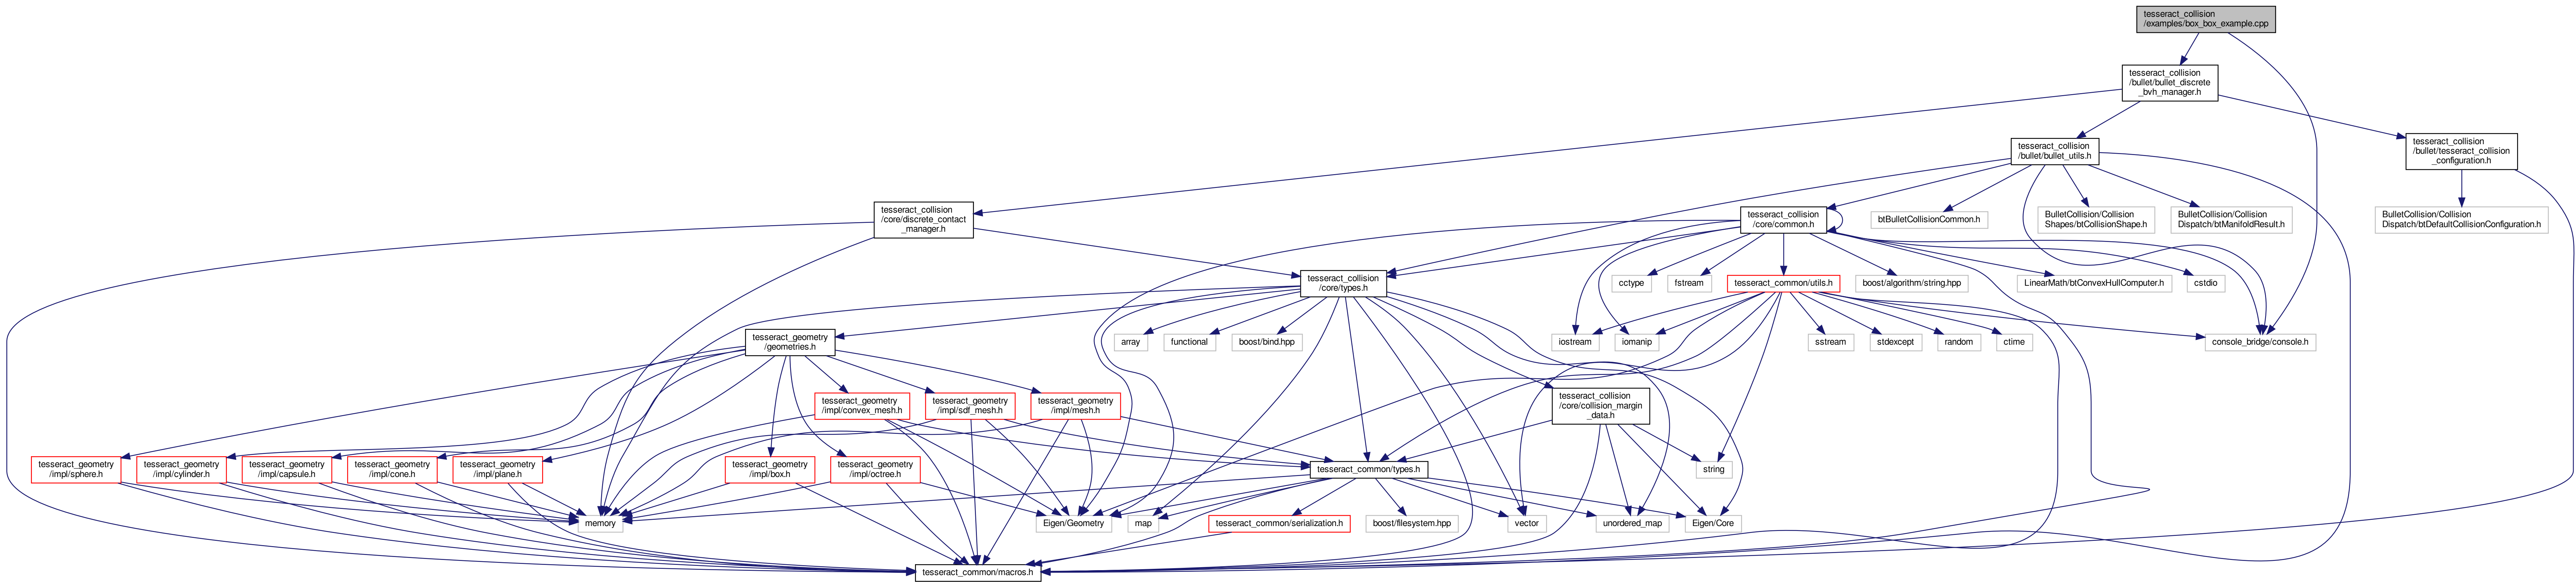 tesseract_collision
/examples/box_box_example.cpp
tesseract_collision
/bullet/bullet_discrete
_bvh_manager.h
tesseract_collision
/bullet/tesseract_collision
_configuration.h
tesseract_collision
/bullet/bullet_utils.h
tesseract_collision
/core/discrete_contact
_manager.h
tesseract_collision
/core/common.h
btBulletCollisionCommon.h
BulletCollision/Collision
Shapes/btCollisionShape.h
BulletCollision/Collision
Dispatch/btManifoldResult.h
BulletCollision/Collision
Dispatch/btDefaultCollisionConfiguration.h
tesseract_collision
/core/types.h
cctype
fstream
tesseract_common/utils.h
boost/algorithm/string.hpp
LinearMath/btConvexHullComputer.h
cstdio
tesseract_geometry
/geometries.h
array
functional
boost/bind.hpp
iostream
iomanip
sstream
stdexcept
random
ctime
console_bridge/console.h
tesseract_geometry
/impl/convex_mesh.h
tesseract_geometry
/impl/sdf_mesh.h
tesseract_geometry
/impl/mesh.h
tesseract_collision
/core/collision_margin
_data.h
tesseract_geometry
/impl/sphere.h
tesseract_geometry
/impl/cylinder.h
tesseract_geometry
/impl/capsule.h
tesseract_geometry
/impl/cone.h
tesseract_geometry
/impl/plane.h
tesseract_geometry
/impl/box.h
tesseract_geometry
/impl/octree.h
tesseract_common/types.h
string
memory
Eigen/Geometry
map
tesseract_common/serialization.h
boost/filesystem.hpp
vector
unordered_map
Eigen/Core
tesseract_common/macros.h